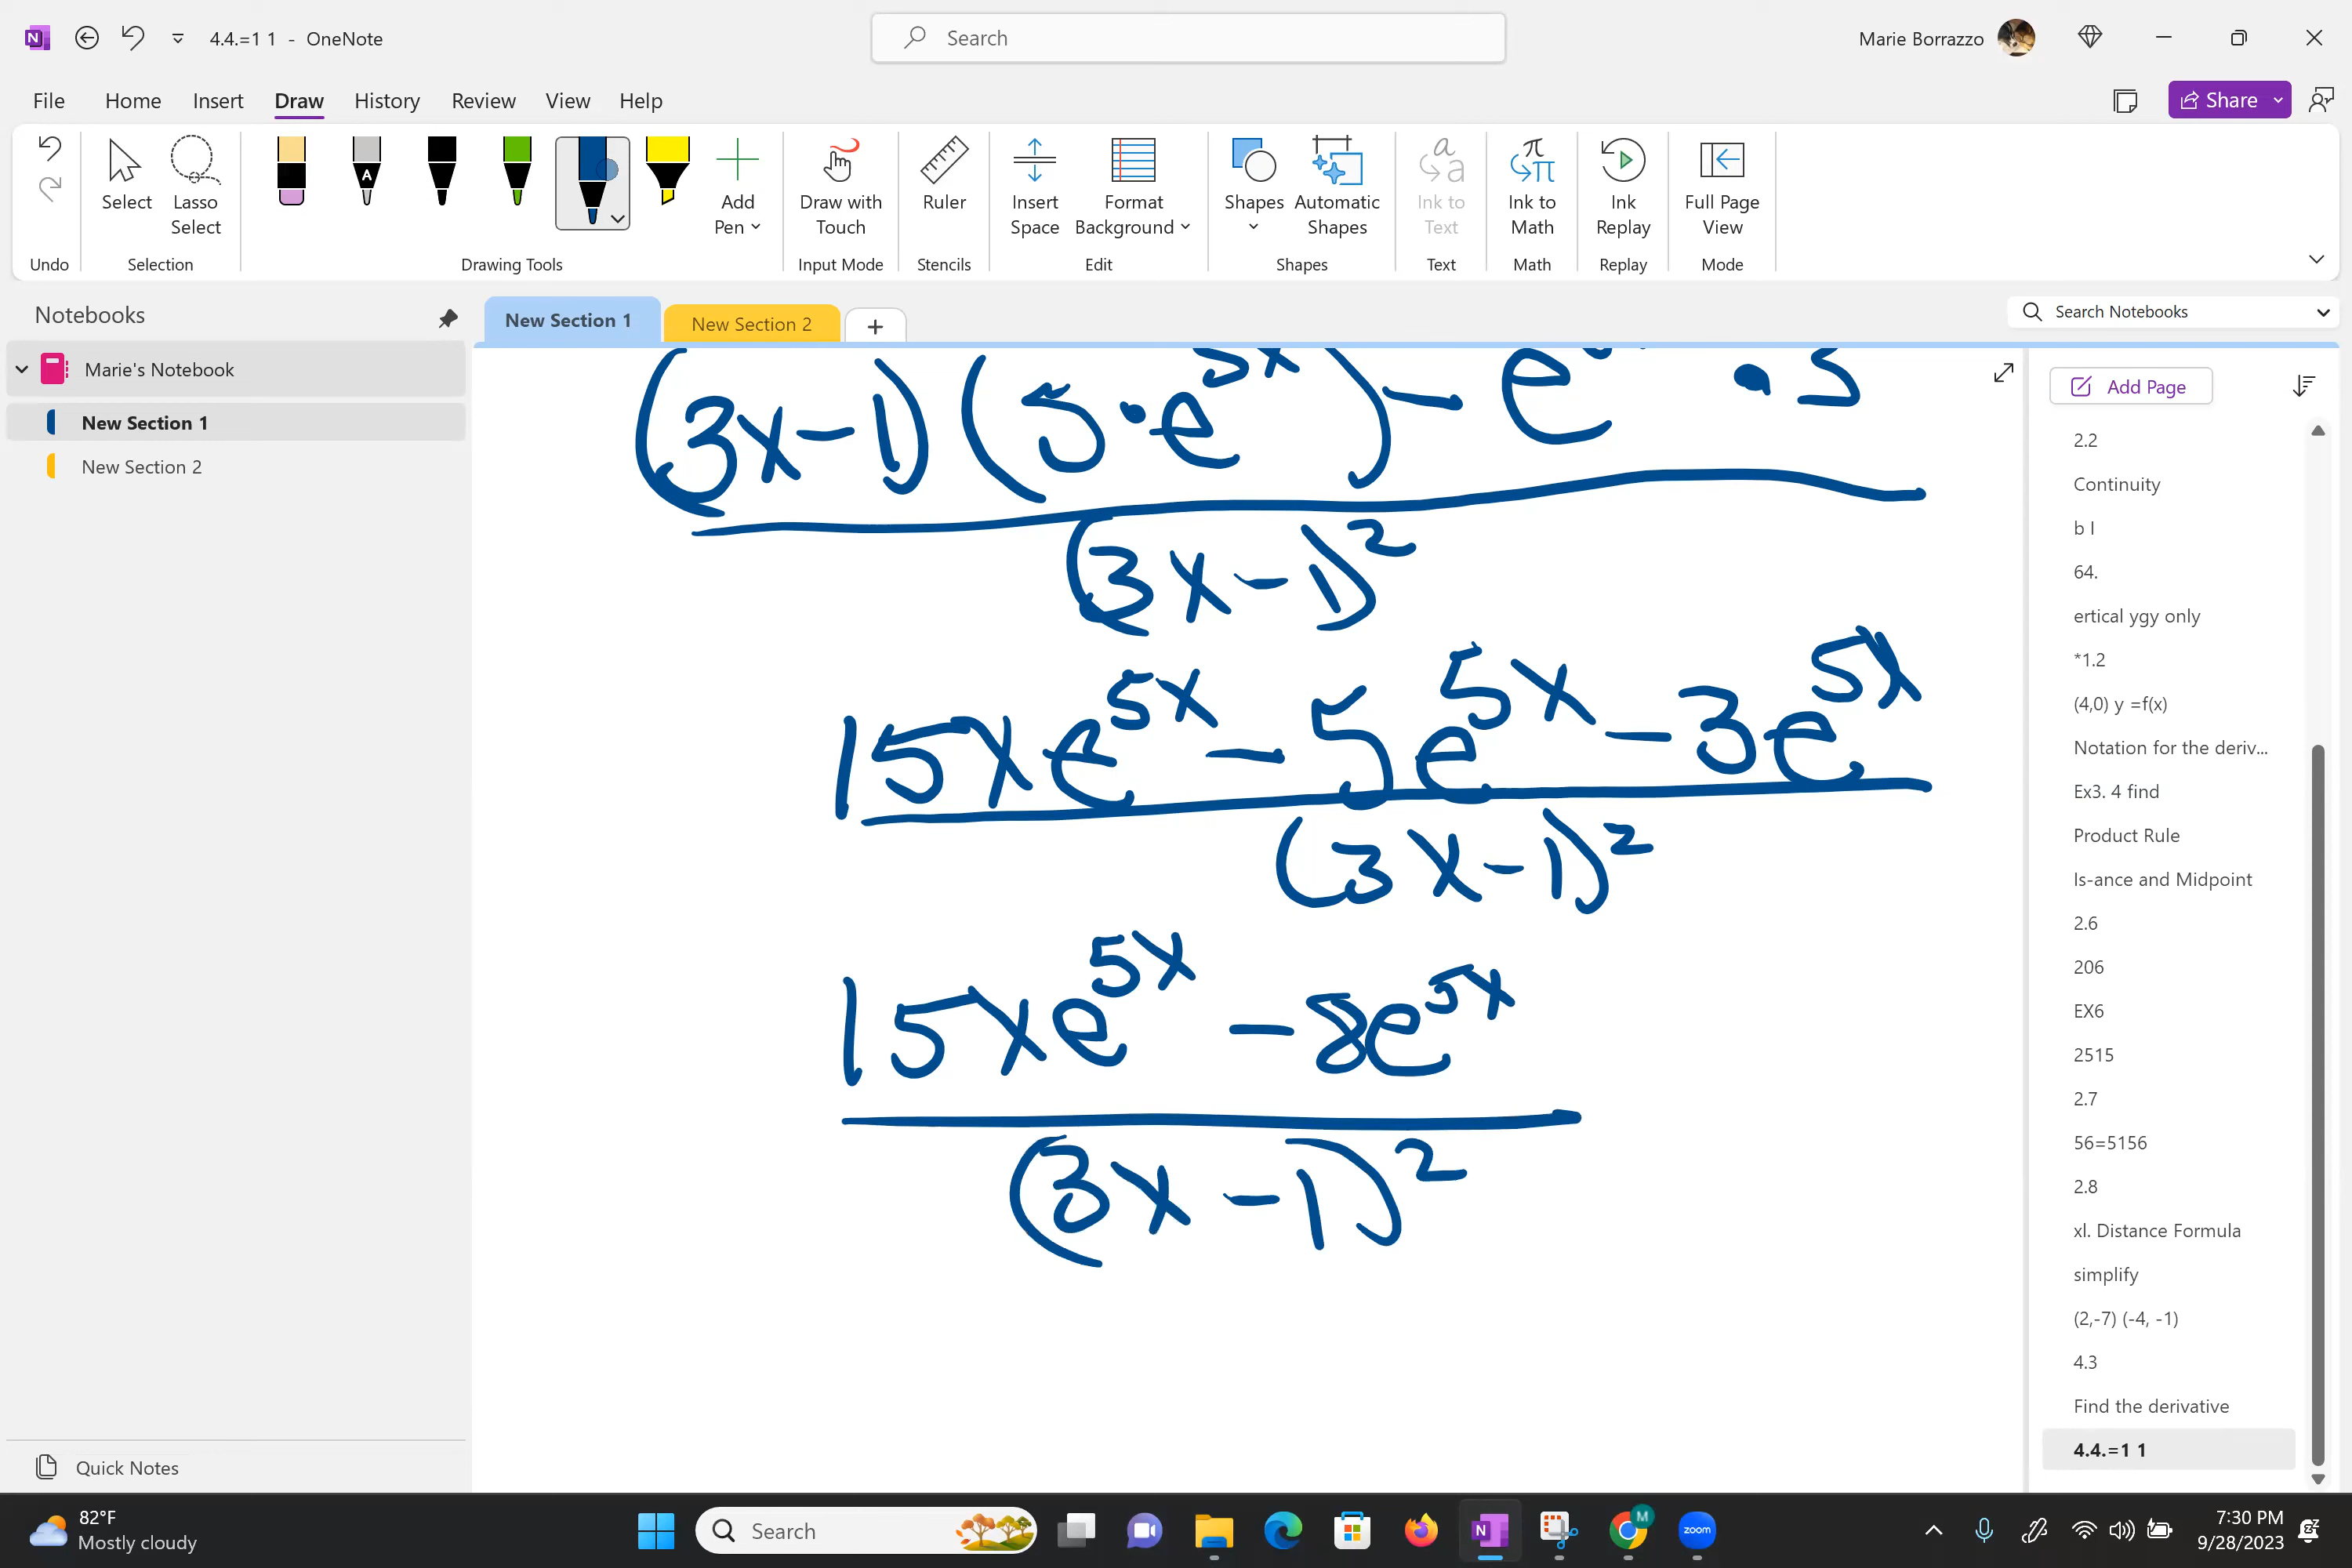 4.4.=1 1 - OneNote
Search
Marie Borrazzo
File Home Insert Draw History Review View Help
Share
Select
Lasso Select
A
Add Pen
Draw with Touch
Ruler
Insert Space
Format Background
Shapes
Automatic Shapes
Ink to Text
Ink to Math
Ink Replay
Full Page View
Undo
Selection
Drawing Tools
Input Mode
Stencils
Edit
Shapes
Text
Math
Replay
Mode
Notebooks
New Section 1
New Section 2
+
Search Notebooks
Marie's Notebook
New Section 1
New Section 2
Quick Notes
(3x-1)(5·e^5x) - e · 3
(3x-1)²
15xe^5x - 5e^5x - 3e^5x
(3x-1)²
15xe^5x - 8e^5x
(3x-1)²
Add Page
2.2
Continuity
b l
64.
ertical ygy only
*1.2
(4,0) y =f(x)
Notation for the deriv...
Ex3. 4 find
Product Rule
Is-ance and Midpoint
2.6
206
EX6
2515
2.7
56=5156
2.8
xl. Distance Formula
simplify
(2,-7) (-4, -1)
4.3
Find the derivative
4.4.=1 1
82°F
Mostly cloudy
Search
zoom
M
7:30 PM
9/28/2023